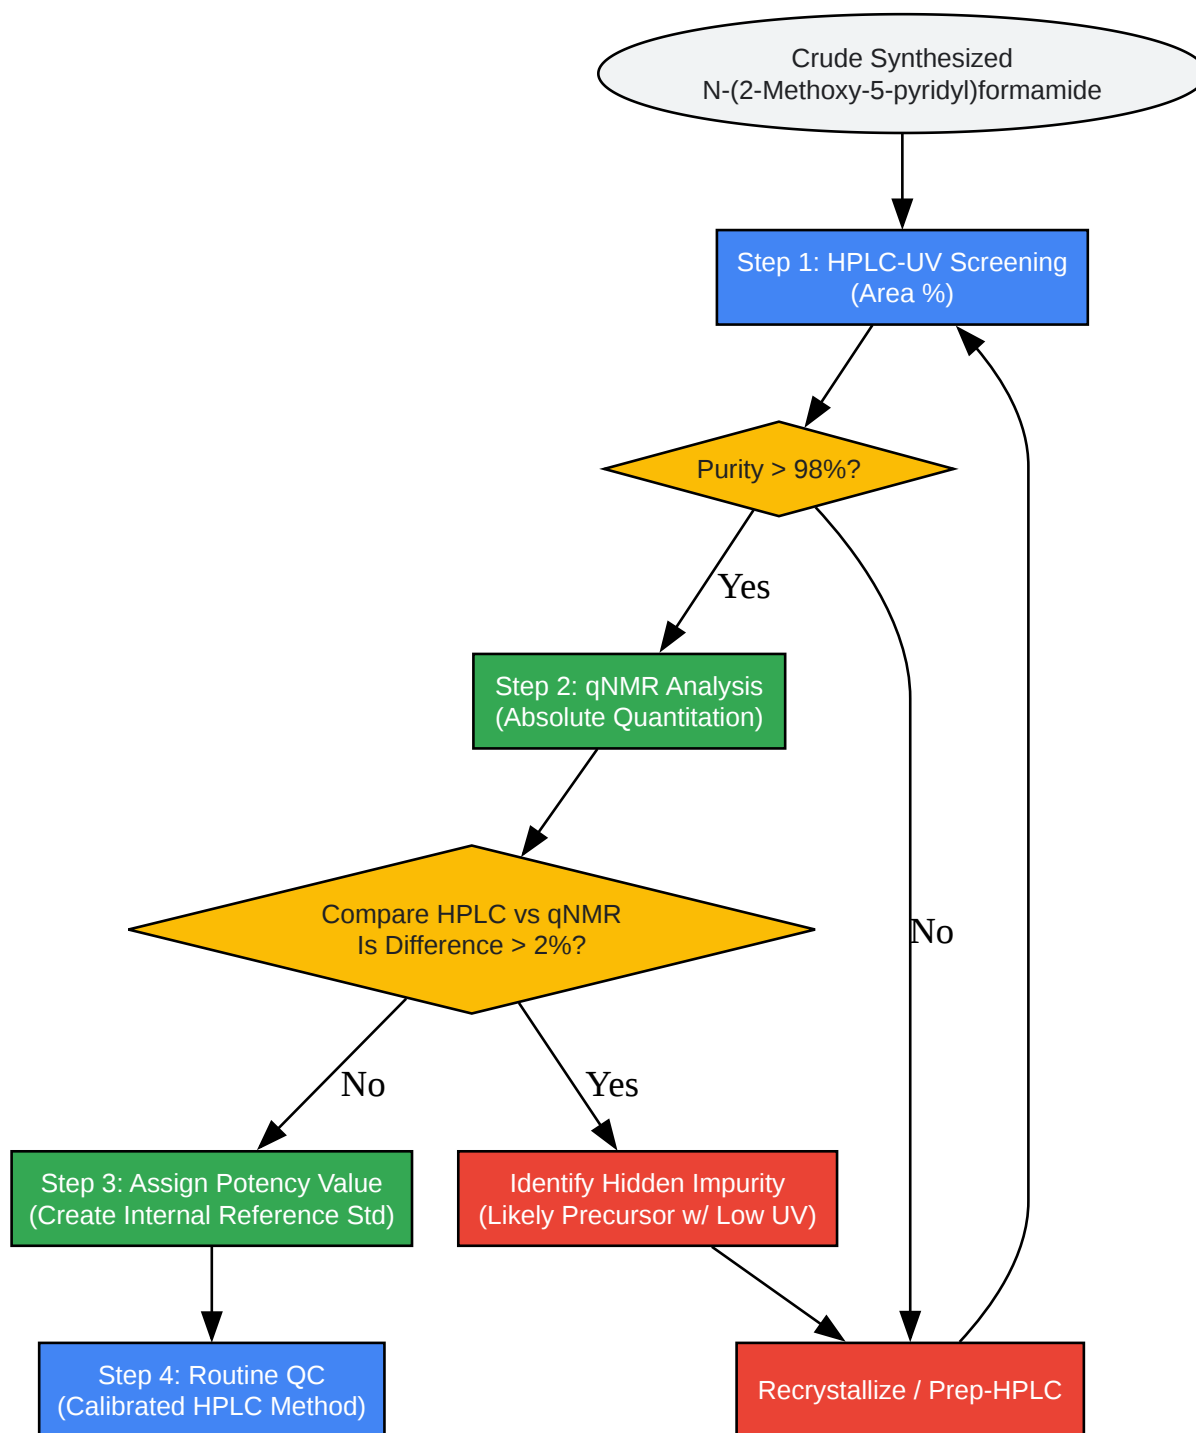 Crude Synthesized
N-(2-Methoxy-5-pyridyl)formamide
Step 1: HPLC-UV Screening
(Area %)
Purity > 98%?
Yes
Step 2: qNMR Analysis
(Absolute Quantitation)
Compare HPLC vs qNMR
Is Difference > 2%?
No
No
Yes
Step 3: Assign Potency Value
(Create Internal Reference Std)
Identify Hidden Impurity
(Likely Precursor w/ Low UV)
Step 4: Routine QC
(Calibrated HPLC Method)
Recrystallize / Prep-HPLC